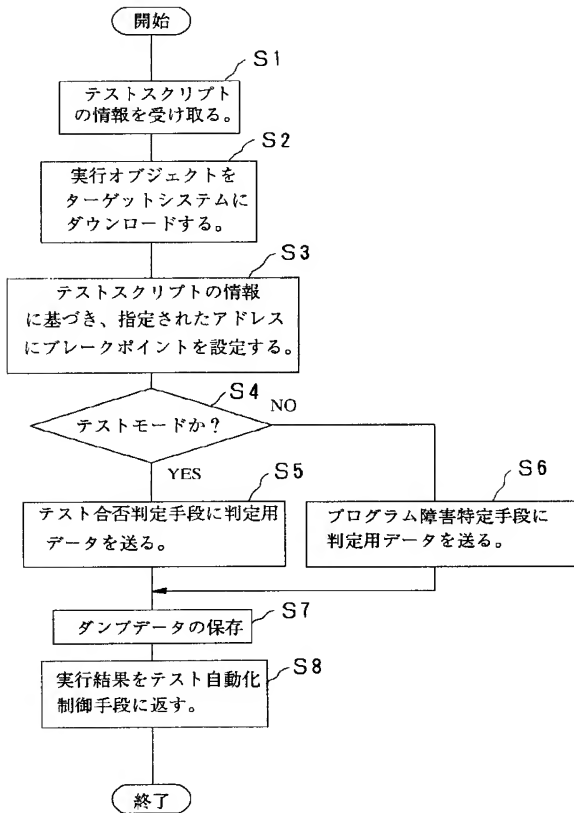 開始
S1
テストスクリプト
の情報を受け取る。
S2
実行オブジェクトを
ターゲットシステムに
ダウンロードする。
S3
テストスクリプトの情報
に基づき、指定されたアドレス
にブレークポイントを設定する。
S4
テストモードか？
NO
YES
S5
テスト合否判定手段に判定用
データを送る。
S6
プログラム障害特定手段に
判定用データを送る。
S7
ダンプデータの保存
S8
実行結果をテスト自動化
制御手段に返す。
終了